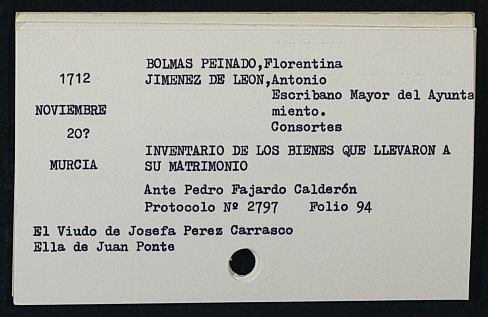 BOLMAS PEINADO,Florentina
1712 JIMENEZ DE LEON,Antonio
Escribano Mayor del Ayunta
NOVIEMBRE miento.
20? Consortes
INVENTARIO DE LOS BIENES QUE LLEVARON A
MURCIA SU MATRIMONIO
Ante Pedro Fajardo Calderón
Protocolo Nº 2797 Folio 94
El Viudo de Josefa Perez Carrasco
Ella de Juan Ponte